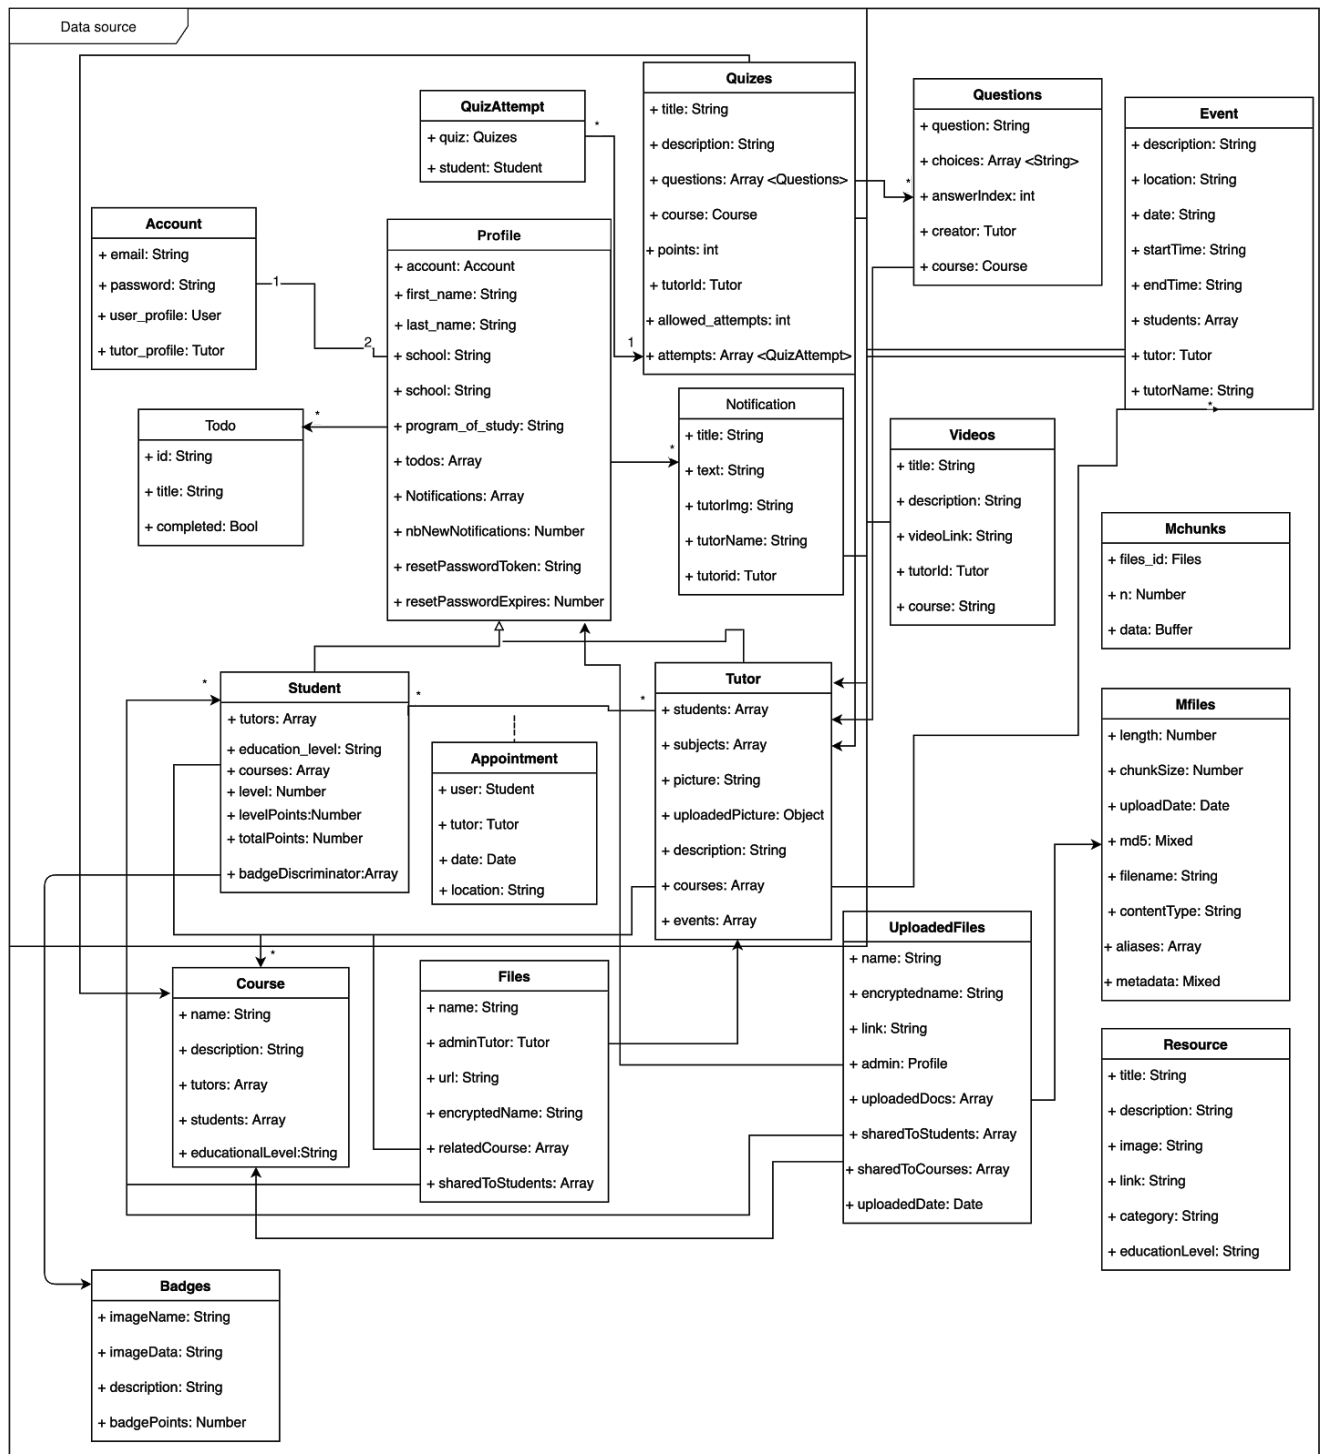 Data source
QuizAttempt
+ quiz: Quizes
+ student: Student
*
Quizes
+ title: String
+ description: String
+ questions: Array <Questions>
+ course: Course
+ points: int
+ tutorId: Tutor
+ allowed_attempts: int
+ attempts: Array <QuizAttempt>
1
*
Questions
+ question: String
+ choices: Array <String>
+ answerIndex: int
+ creator: Tutor
+ course: Course
Event
+ description: String
+ location: String
+ date: String
+ startTime: String
+ endTime: String
+ students: Array
+ tutor: Tutor
+ tutorName: String
*
Account
+ email: String
+ password: String
+ user_profile: User
+ tutor_profile: Tutor
1
2
Profile
+ account: Account
+ first_name: String
+ last_name: String
+ school: String
+ school: String
+ program_of_study: String
+ todos: Array
+ Notifications: Array
+ nbNewNotifications: Number
+ resetPasswordToken: String
+ resetPasswordExpires: Number
*
Todo
+ id: String
+ title: String
+ completed: Bool
*
Notification
+ title: String
+ text: String
+ tutorImg: String
+ tutorName: String
+ tutorid: Tutor
Videos
+ title: String
+ description: String
+ videoLink: String
+ tutorId: Tutor
+ course: String
Mchunks
+ files_id: Files
+ n: Number
+ data: Buffer
*
Student
+ tutors: Array
+ education_level: String
+ courses: Array
+ level: Number
+ levelPoints:Number
+ totalPoints: Number
+ badgeDiscriminator:Array
*
*
Appointment
+ user: Student
+ tutor: Tutor
+ date: Date
+ location: String
Tutor
+ students: Array
+ subjects: Array
+ picture: String
+ uploadedPicture: Object
+ description: String
+ courses: Array
+ events: Array
Mfiles
+ length: Number
+ chunkSize: Number
+ uploadDate: Date
+ md5: Mixed
+ filename: String
+ contentType: String
+ aliases: Array
+ metadata: Mixed
*
Course
+ name: String
+ description: String
+ tutors: Array
+ students: Array
+ educationalLevel:String
Files
+ name: String
+ adminTutor: Tutor
+ url: String
+ encryptedName: String
+ relatedCourse: Array
+ sharedToStudents: Array
UploadedFiles
+ name: String
+ encryptedname: String
+ link: String
+ admin: Profile
+ uploadedDocs: Array
+ sharedToStudents: Array
+ sharedToCourses: Array
+ uploadedDate: Date
Resource
+ title: String
+ description: String
+ image: String
+ link: String
+ category: String
+ educationLevel: String
Badges
+ imageName: String
+ imageData: String
+ description: String
+ badgePoints: Number